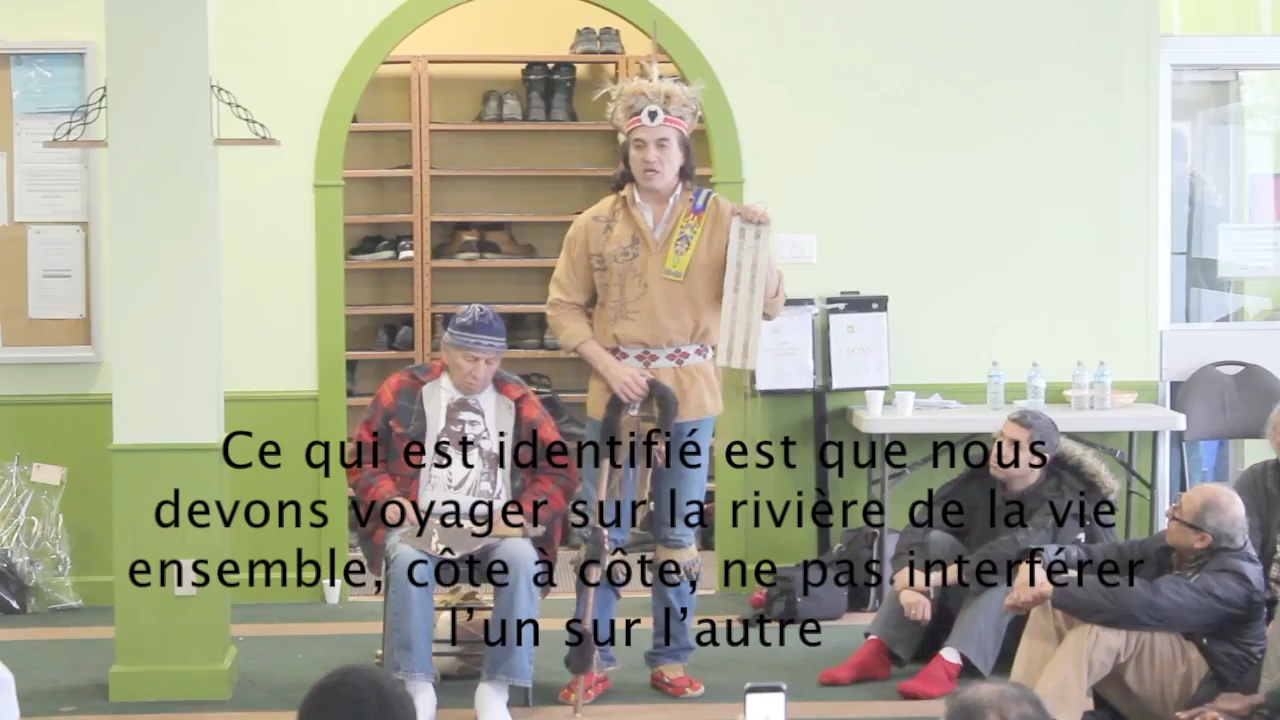 Ce qui est identifié est que nous
devons voyager sur la rivière de la vie
ensemble, côte à côte, ne pas interférer
l’un sur l’autre